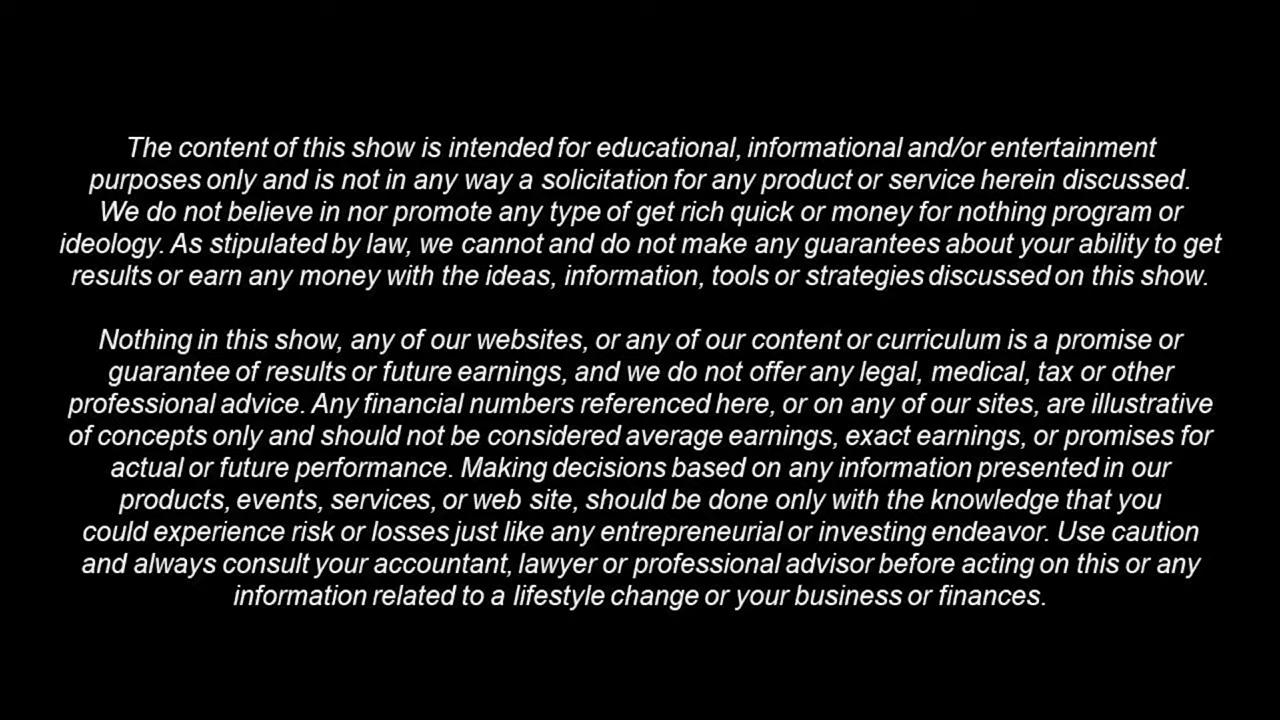 The content of this show is intended for educational, informational and/or entertainment
purposes only and is not in any way a solicitation for any product or service herein discussed.
We do not believe in nor promote any type of get rich quick or money for nothing program or
ideology. As stipulated by law, we cannot and do not make any guarantees about your ability to get
results or earn any money with the ideas, information, tools or strategies discussed on this show.
Nothing in this show, any of our websites, or any of our content or curriculum is a promise or
guarantee of results or future earnings, and we do not offer any legal, medical, tax or other
professional advice. Any financial numbers referenced here, or on any of our sites, are illustrative
of concepts only and should not be considered average earnings, exact earnings, or promises for
actual or future performance. Making decisions based on any information presented in our
products, events, services, or web site, should be done only with the knowledge that you
could experience risk or losses just like any entrepreneurial or investing endeavor. Use caution
and always consult your accountant, lawyer or professional advisor before acting on this or any
information related to a lifestyle change or your business or finances.